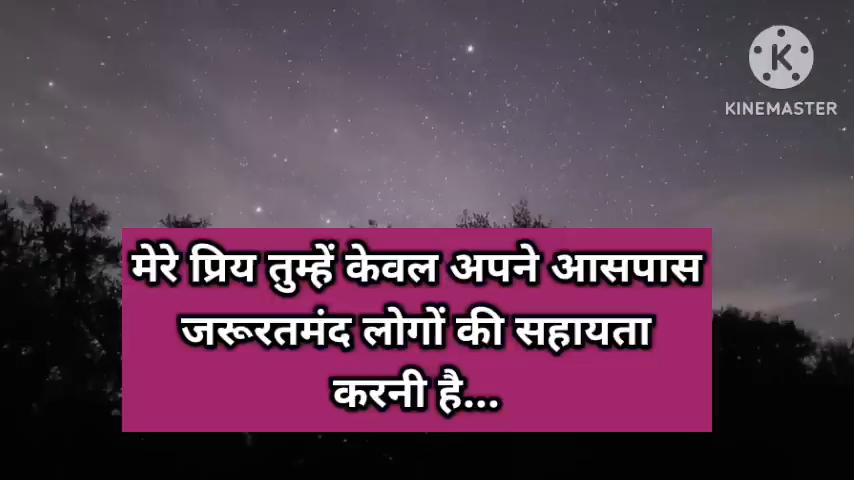 KINEMASTER
मेरे प्रिय तुम्हें केवल अपने आसपास
जरूरतमंद लोगों की सहायता
करनी है...